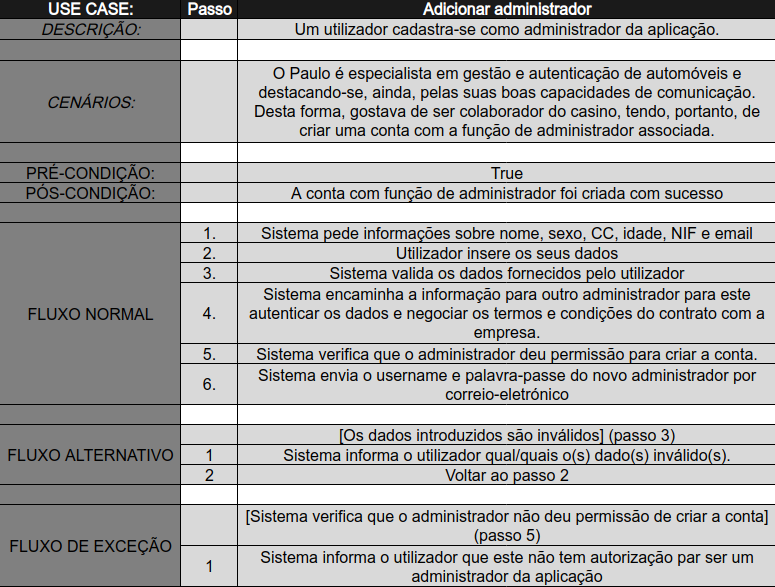 USE CASE: Passo Adicionar administrador
DESCRIÇÃO: Um utilizador cadastra-se como administrador da aplicação.
CENÁRIOS:
O Paulo é especialista em gestão e autenticação de automóveis e
destacando-se, ainda, pelas suas boas capacidades de comunicação.
Desta forma, gostava de ser colaborador do casino, tendo, portanto, de
criar uma conta com a função de administrador associada.
PRÉ-CONDIÇÃO: True
PÓS-CONDIÇÃO: A conta com função de administrador foi criada com sucesso
FLUXO NORMAL
1. Sistema pede informações sobre nome, sexo, CC, idade, NIF e email
2. Utilizador insere os seus dados
3. Sistema valida os dados fornecidos pelo utilizador
4. Sistema encaminha a informação para outro administrador para este
autenticar os dados e negociar os termos e condições do contrato com a
empresa.
5. Sistema verifica que o administrador deu permissão para criar a conta.
6. Sistema envia o username e palavra-passe do novo administrador por
correio-eletrónico
FLUXO ALTERNATIVO
[Os dados introduzidos são inválidos] (passo 3)
1 Sistema informa o utilizador qual/quais o(s) dado(s) inválido(s).
2 Voltar ao passo 2
FLUXO DE EXCEÇÃO
[Sistema verifica que o administrador não deu permissão de criar a conta]
(passo 5)
1 Sistema informa o utilizador que este não tem autorização par ser um
administrador da aplicação